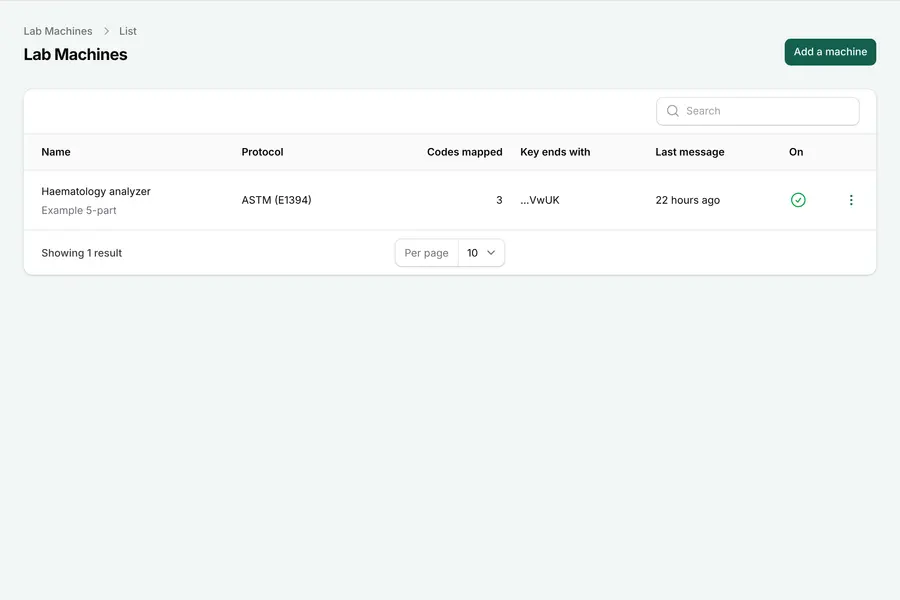 Lab Machines > List
Lab Machines
Add a machine
Search
Name Protocol Codes mapped Key ends with Last message On
Haematology analyzer
Example 5-part
ASTM (E1394) 3 ...VwUK 22 hours ago
Showing 1 result Per page 10